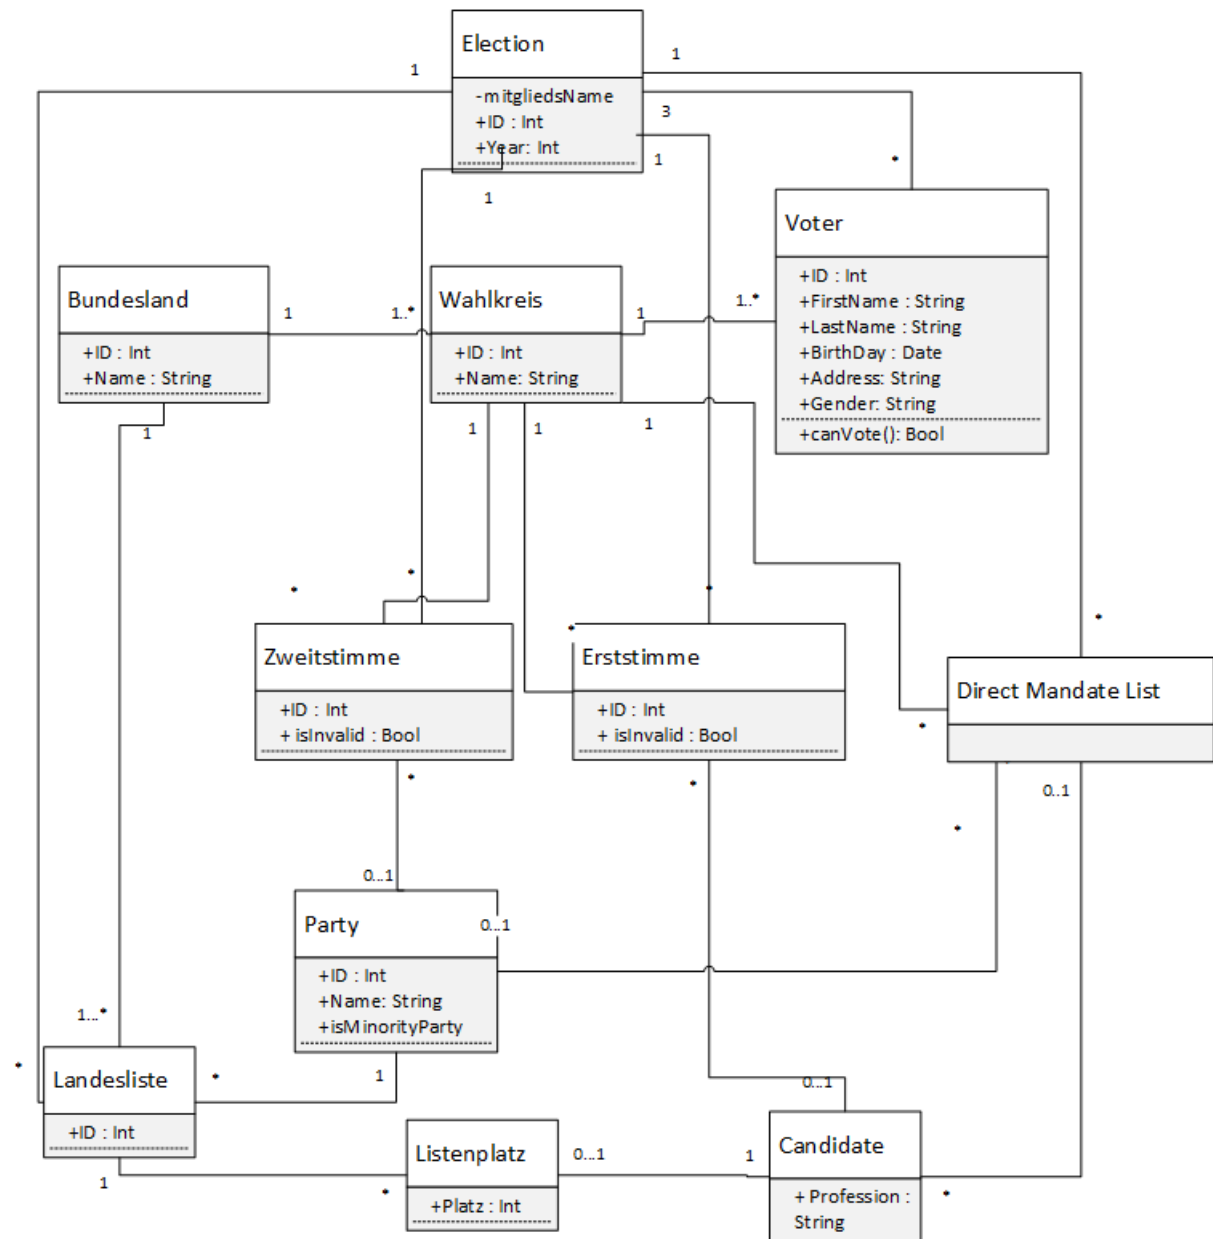 Election
-mitgliedsName
+ID : Int
+Year: Int
1
1
3
1
1
*
Voter
+ID : Int
+FirstName : String
+LastName : String
+BirthDay : Date
+Address: String
+Gender: String
+canVote(): Bool
Bundesland
+ID : Int
+Name : String
1
1..*
1
Wahlkreis
+ID : Int
+Name: String
1
1..*
1
1
1
*
*
*
*
*
*
Zweitstimme
+ID : Int
+ isInvalid : Bool
Erststimme
+ID : Int
+ isInvalid : Bool
Direct Mandate List
*
*
0..1
*
0...1
0...1
Party
+ID : Int
+Name: String
+isMinorityParty
1...*
*
*
1
0...1
Landesliste
+ID : Int
1
*
Listenplatz
+Platz : Int
0...1
1
Candidate
+ Profession :
String
*